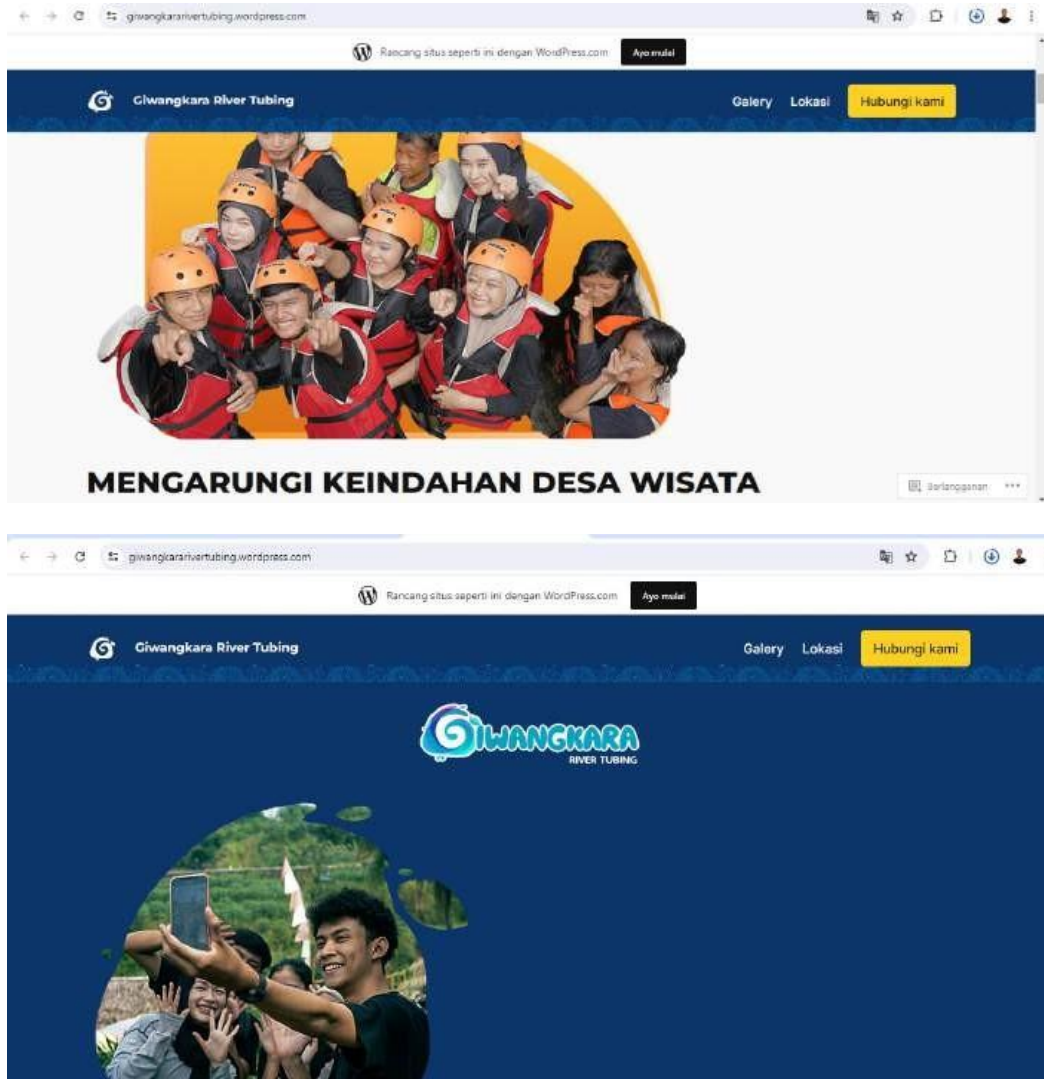 giwangkararivertubing.wordpress.com
Rancang situs seperti ini dengan WordPress.com Ayo mulai
Giwangkara River Tubing Galery Lokasi Hubungi kami
MENGARUNGI KEINDAHAN DESA WISATA
Berlangganan
giwangkararivertubing.wordpress.com
Rancang situs seperti ini dengan WordPress.com Ayo mulai
Giwangkara River Tubing Galery Lokasi Hubungi kami
GIWANGKARA
RIVER TUBING